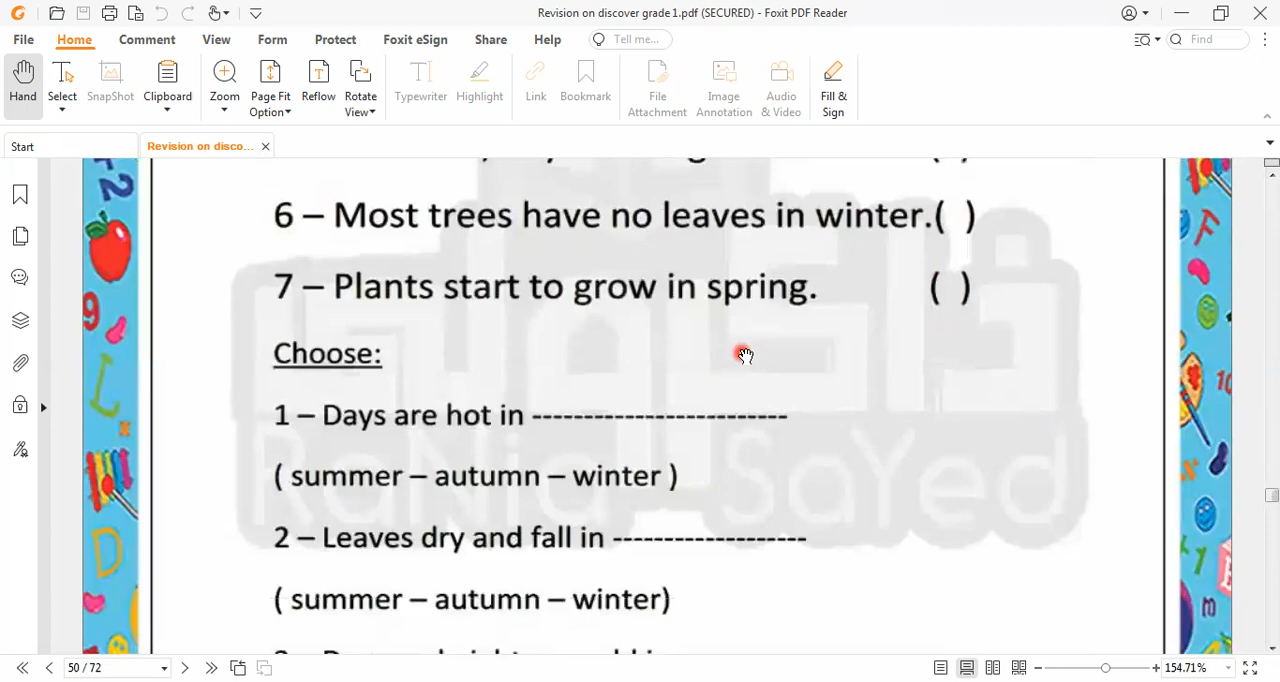 Revision on discover grade1.pdf (SECURED) - Foxit PDF Reader
File Home Comment View Form Protect Foxit eSign Share Help Tell me... Find
Hand Select SnapShot Clipboard Zoom Page Fit Option Reflow Rotate View Typewriter Highlight Link Bookmark File Attachment Image Annotation Audio & Video Fill & Sign
Start Revision on disco...
6 – Most trees have no leaves in winter.( )
7 – Plants start to grow in spring. ( )
Choose:
1 – Days are hot in -------------------------
( summer – autumn – winter )
RaNia SaYed
2 – Leaves dry and fall in -------------------
( summer – autumn – winter)
50 / 72 154.71%